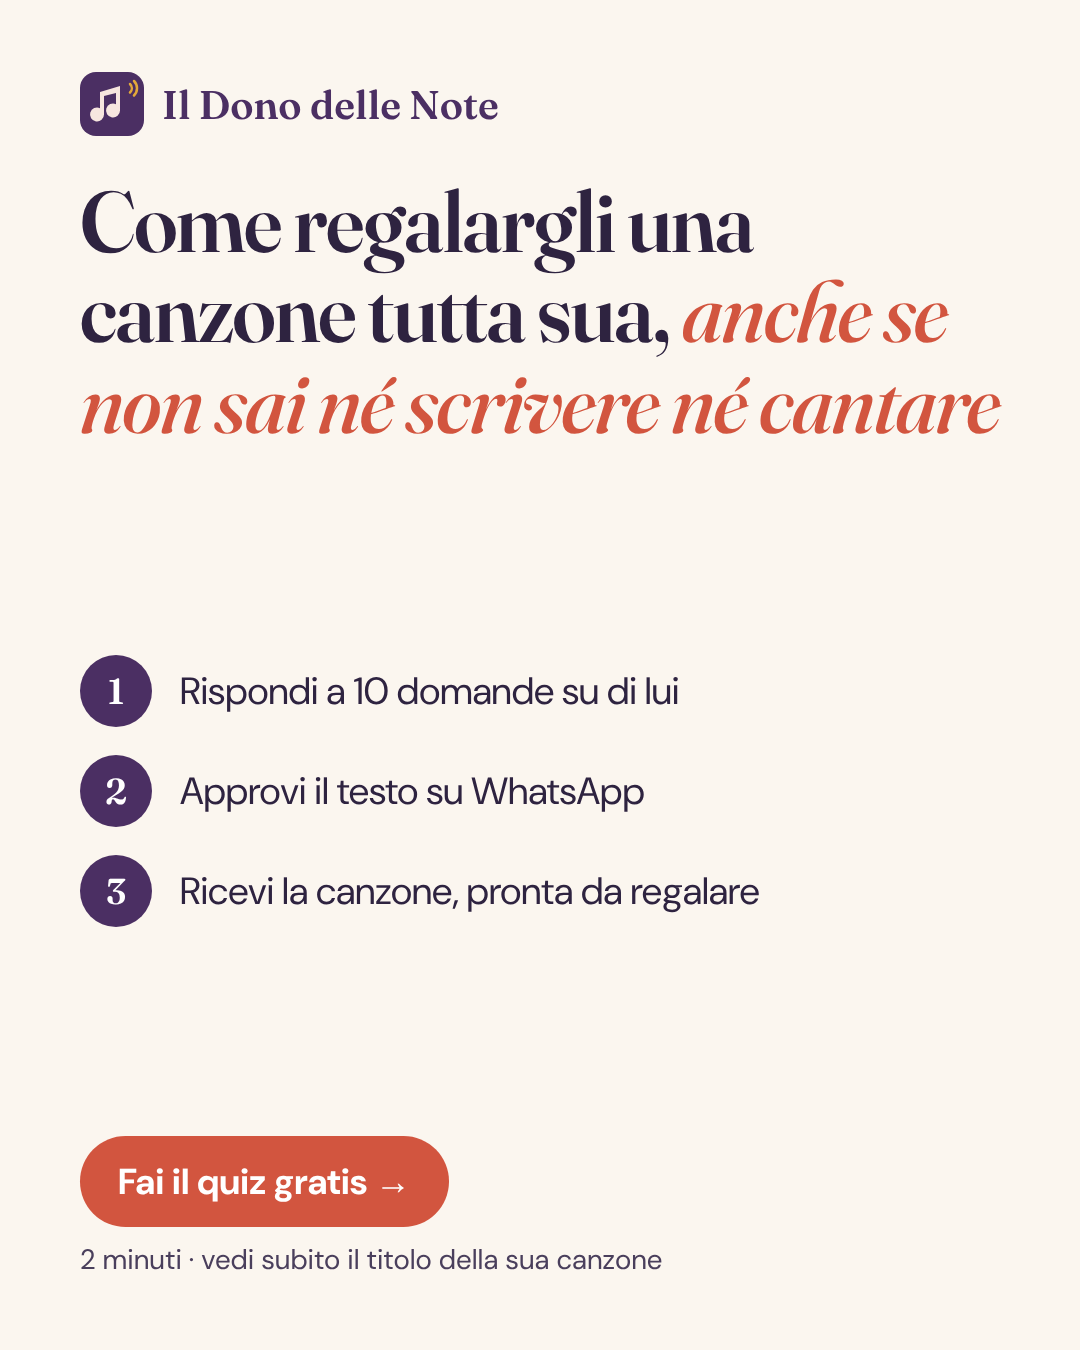 Il Dono delle Note
Come regalargli una
canzone tutta sua, anche se
non sai né scrivere né cantare
1 Rispondi a 10 domande su di lui
2 Approvi il testo su WhatsApp
3 Ricevi la canzone, pronta da regalare
Fai il quiz gratis →
2 minuti · vedi subito il titolo della sua canzone